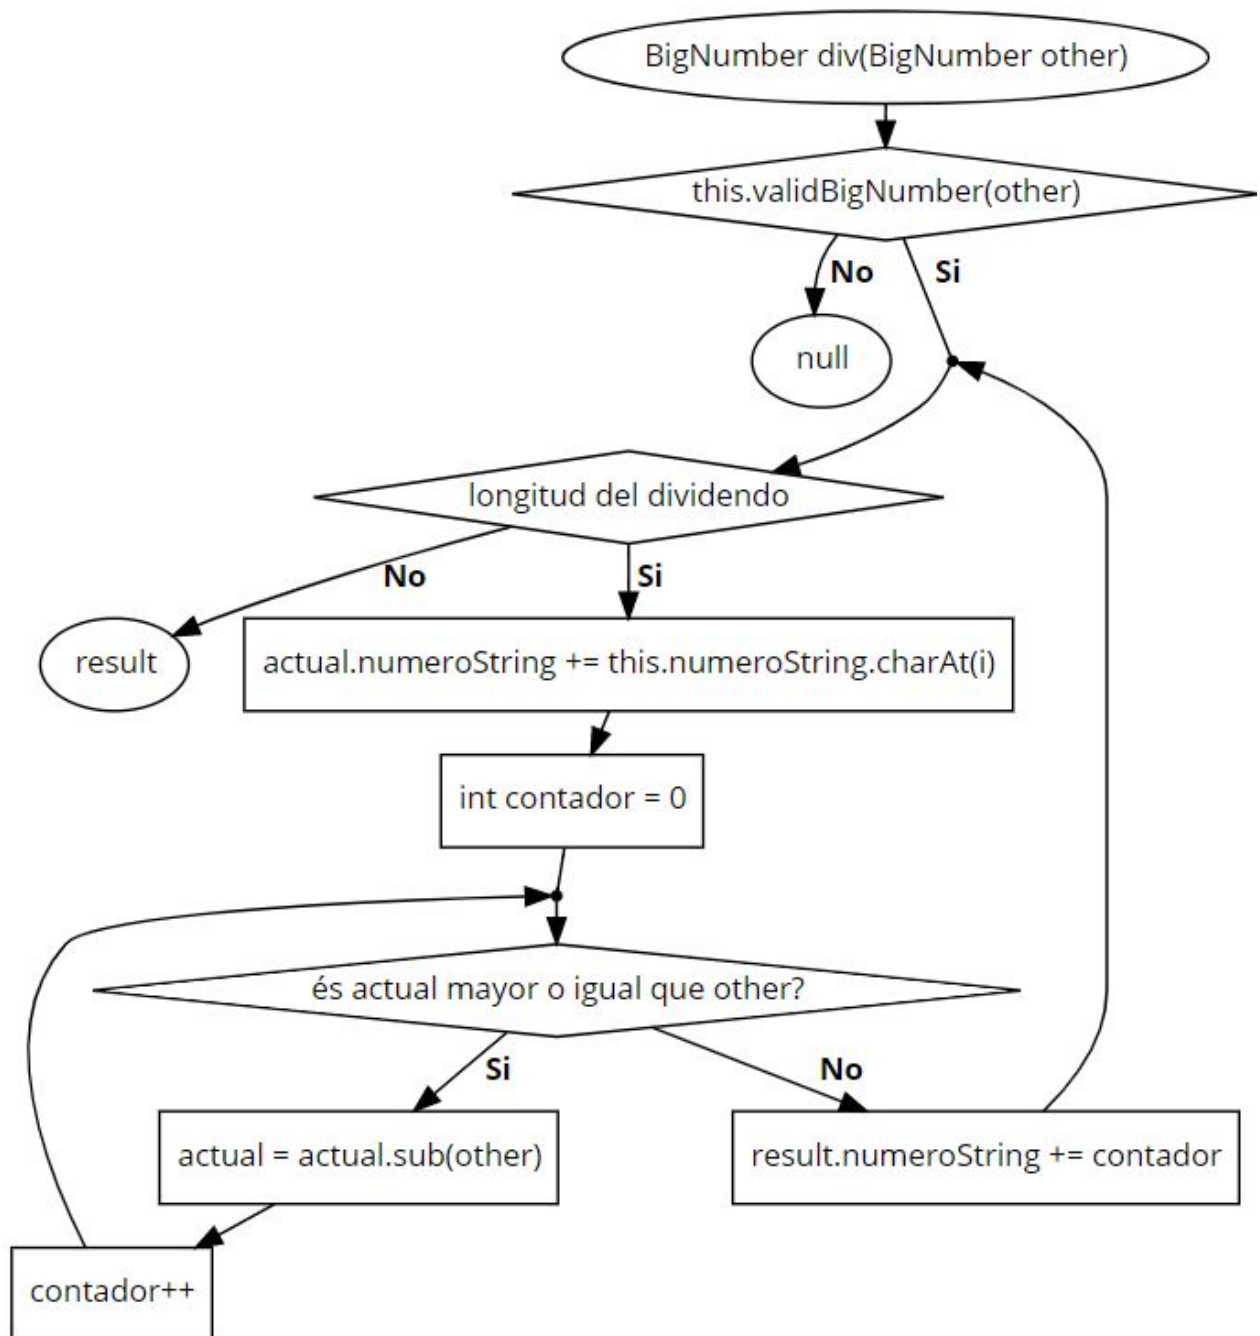 BigNumber div(BigNumber other)
this.validBigNumber(other)
No
Si
null
longitud del dividendo
No
Si
result
actual.numeroString += this.numeroString.charAt(i)
int contador = 0
és actual mayor o igual que other?
Si
No
actual = actual.sub(other)
result.numeroString += contador
contador++